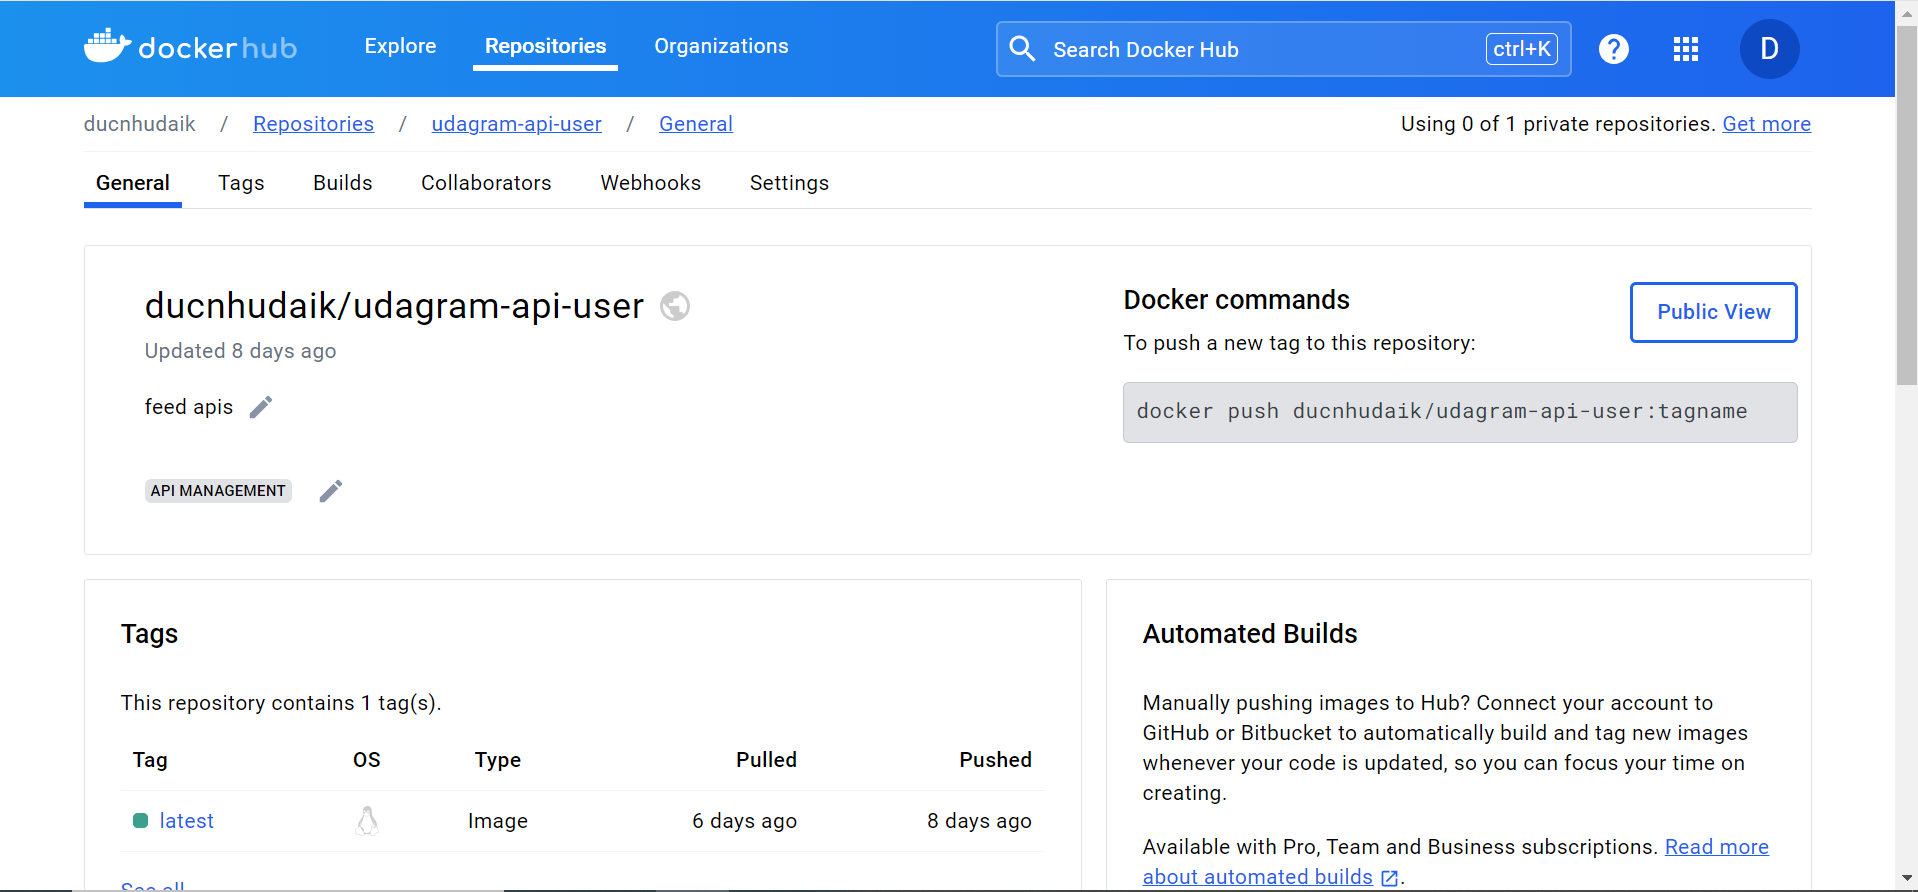 dockerhub Explore Repositories Organizations Search Docker Hub ctrl+K ? D
ducnhudaik / Repositories / udagram-api-user / General Using 0 of 1 private repositories. Get more
General Tags Builds Collaborators Webhooks Settings
ducnhudaik/udagram-api-user
Updated 8 days ago
feed apis
API MANAGEMENT
Docker commands
Public View
To push a new tag to this repository:
docker push ducnhudaik/udagram-api-user:tagname
Tags
This repository contains 1 tag(s).
Tag OS Type Pulled Pushed
latest Image 6 days ago 8 days ago
See all
Automated Builds
Manually pushing images to Hub? Connect your account to
GitHub or Bitbucket to automatically build and tag new images
whenever your code is updated, so you can focus your time on
creating.
Available with Pro, Team and Business subscriptions. Read more
about automated builds .